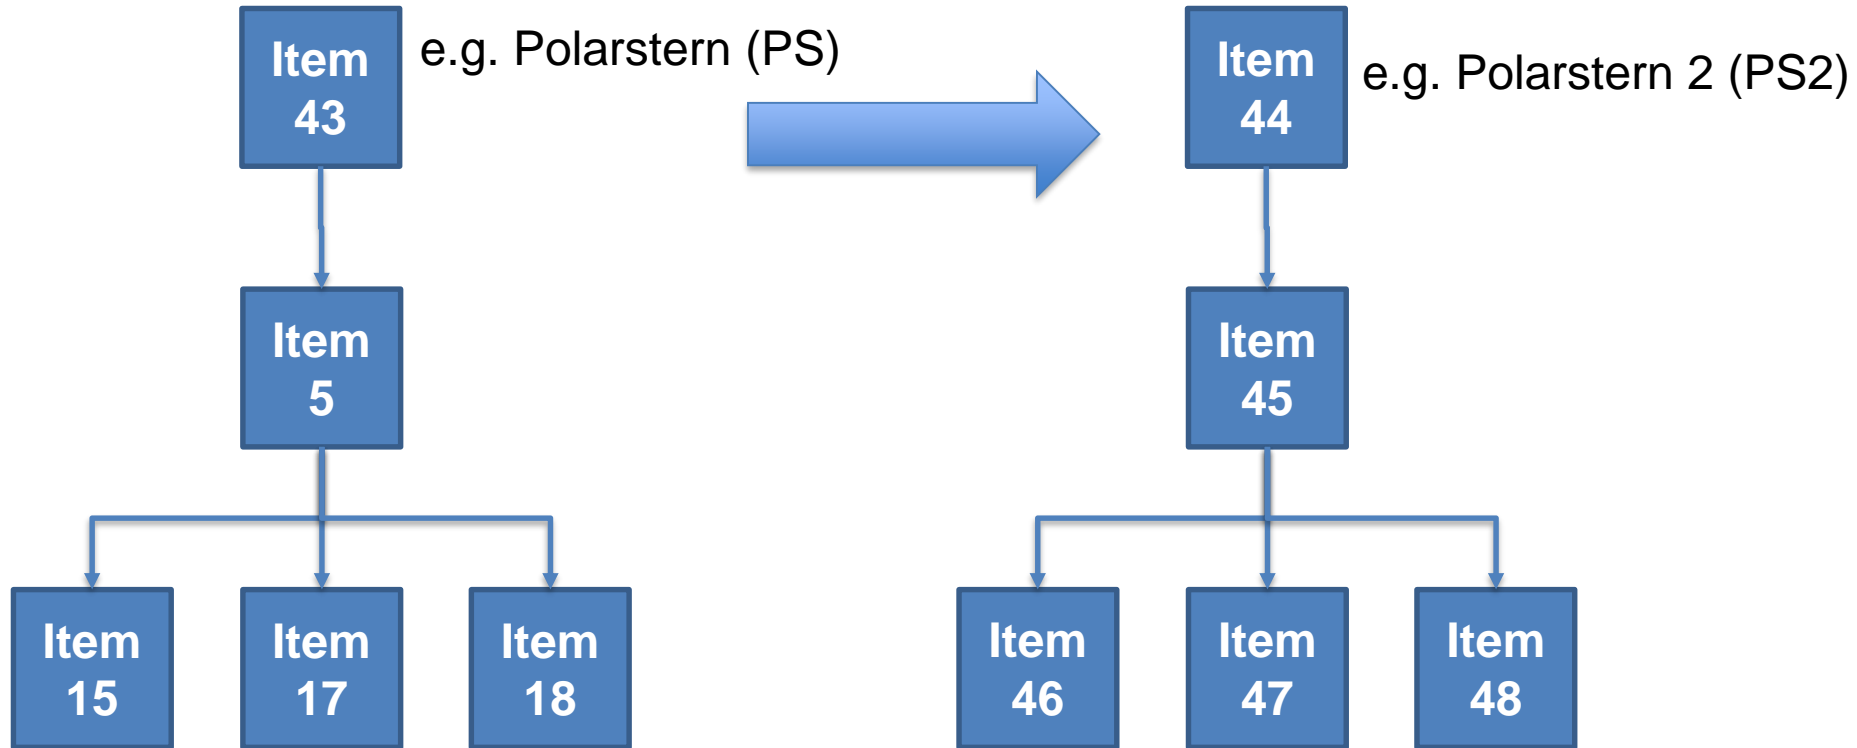 Item
43
e.g. Polarstern (PS)
Item
44
e.g. Polarstern 2 (PS2)
Item
5
Item
45
Item
15
Item
17
Item
18
Item
46
Item
47
Item
48